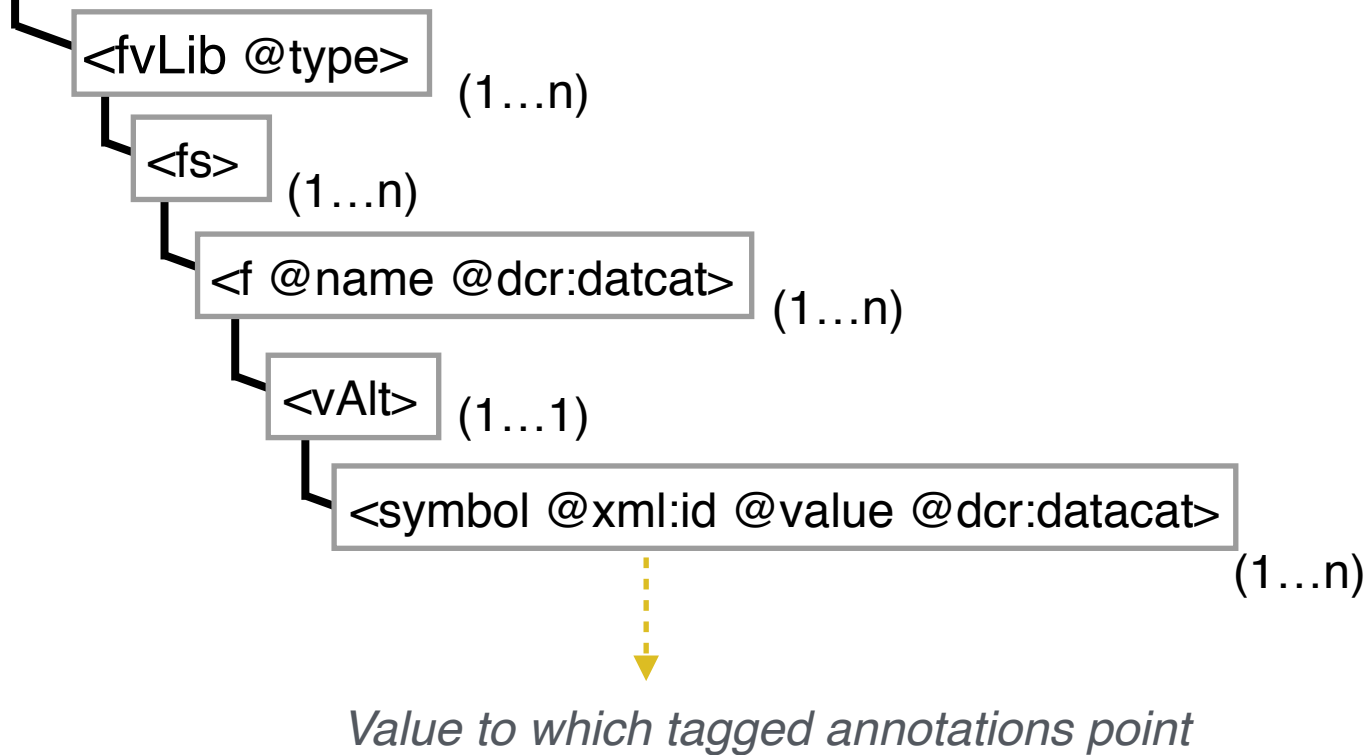 <fvLib @type>
(1…n)
<fs>
(1…n)
<f @name @dcr:datcat>
(1…n)
<vAlt>
(1…1)
<symbol @xml:id @value @dcr:datacat>
(1…n)
Value to which tagged annotations point